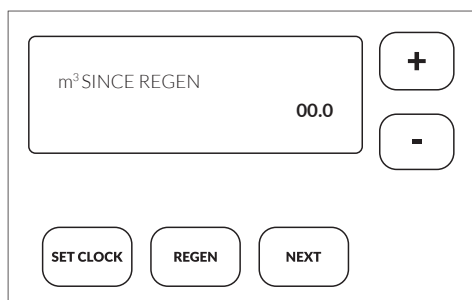 m³ SINCE REGEN
00.0
+
-
SET CLOCK
REGEN
NEXT